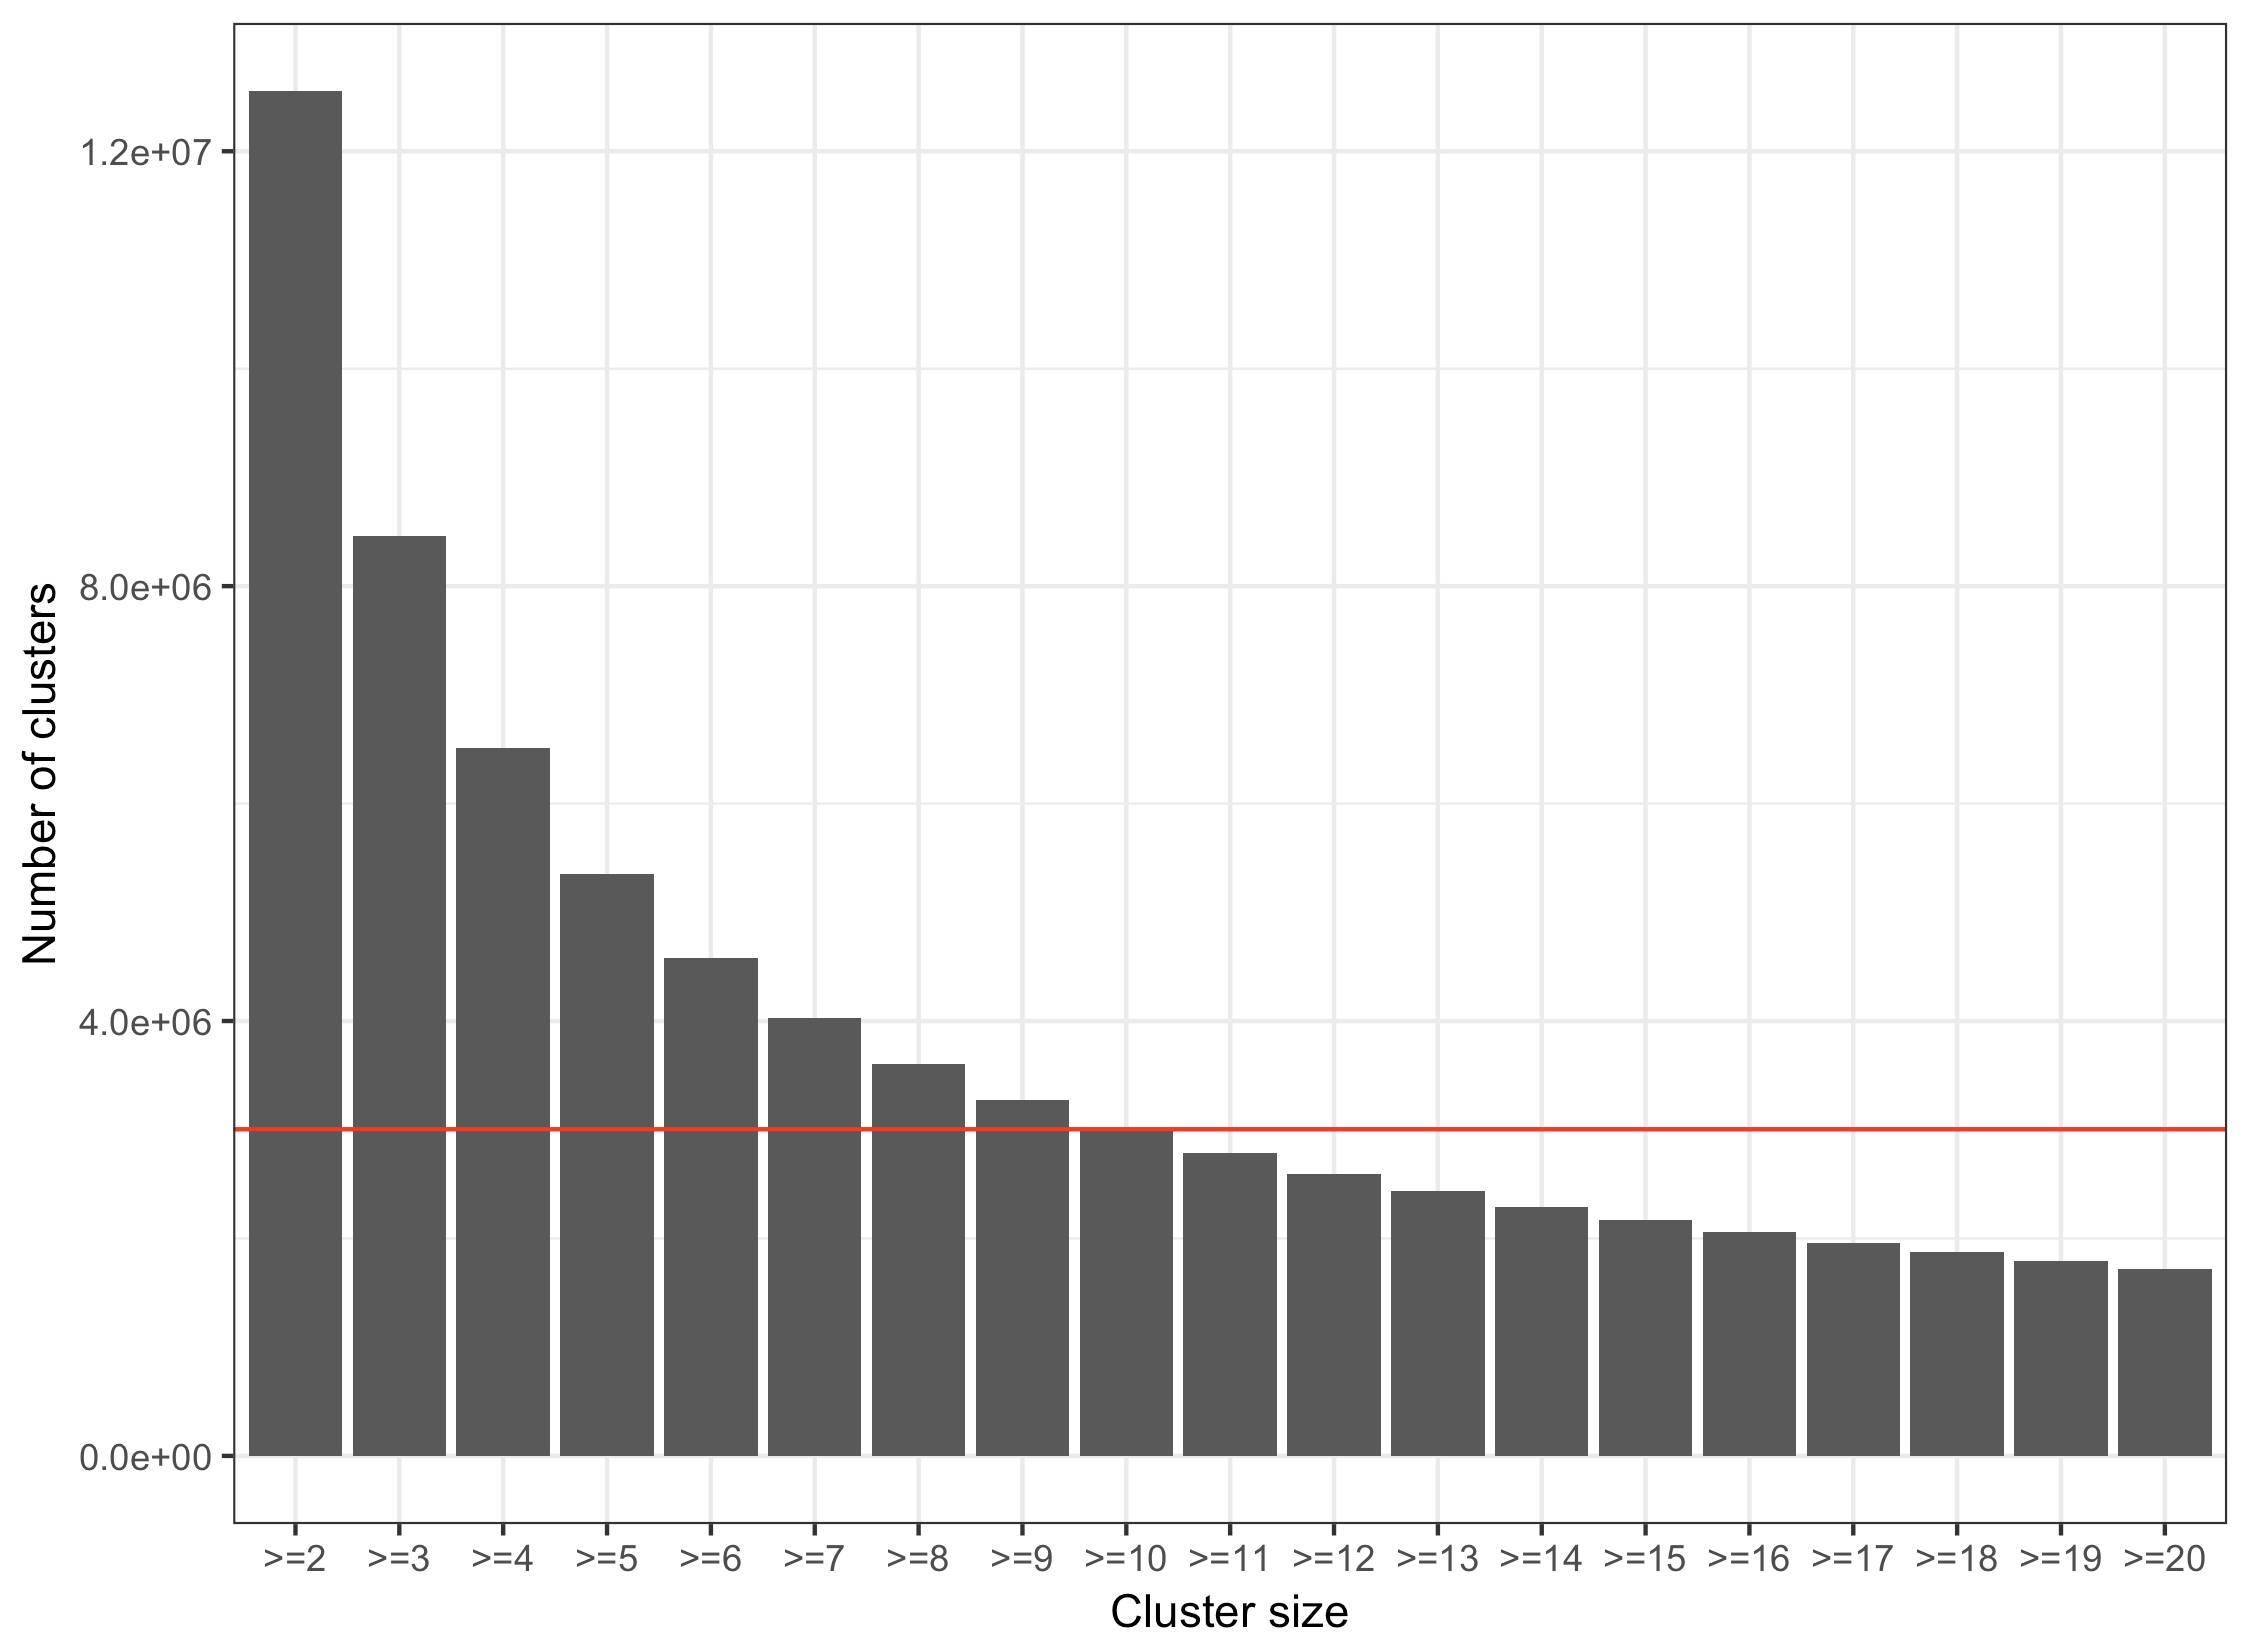 Number of clusters
1.2e+07
8.0e+06
4.0e+06
0.0e+00
>=2 >=3 >=4 >=5 >=6 >=7 >=8 >=9 >=10 >=11 >=12 >=13 >=14 >=15 >=16 >=17 >=18 >=19 >=20
Cluster size